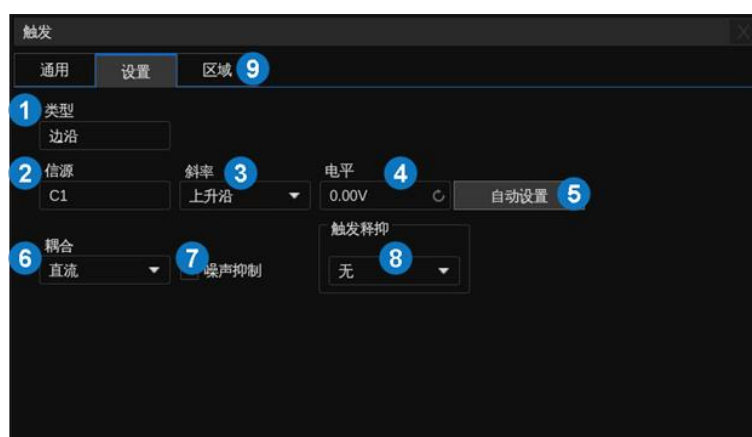 触发 X
通用 设置 区域 9
1 类型
边沿
2 信源 斜率 3 电平 4
C1 上升沿 0.00V 自动设置 5
触发释抑
6 耦合 7 噪声抑制 8
直流 无